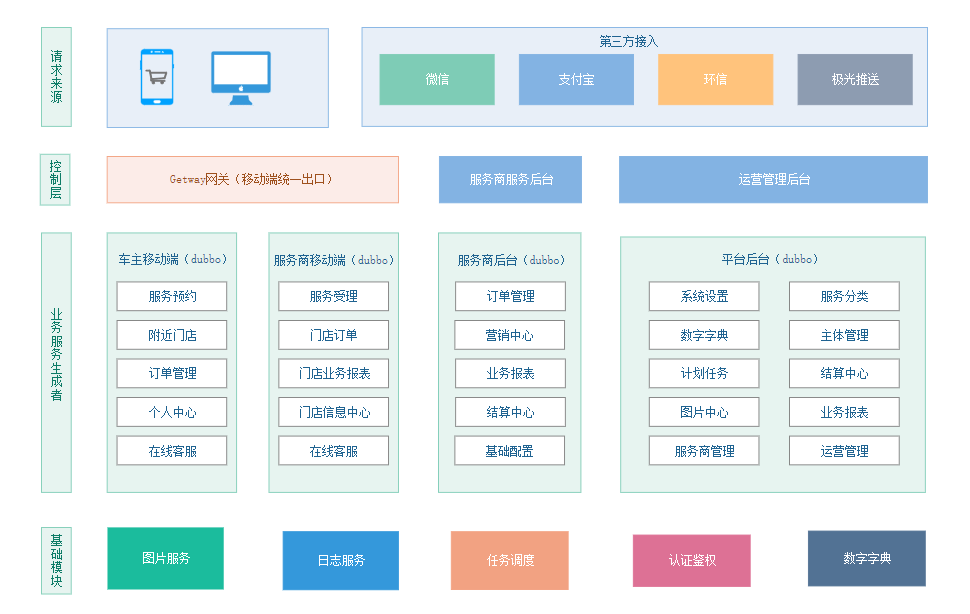 请求来源
第三方接入
微信
支付宝
环信
极光推送
控制层
Getway网关（移动端统一出口）
服务商服务后台
运营管理后台
业务服务生成者
车主移动端（dubbo）
服务预约
附近门店
订单管理
个人中心
在线客服
服务商移动端（dubbo）
服务受理
门店订单
门店业务报表
门店信息中心
在线客服
服务商后台（dubbo）
订单管理
营销中心
业务报表
结算中心
基础配置
平台后台（dubbo）
系统设置
服务分类
数字字典
主体管理
计划任务
结算中心
图片中心
业务报表
服务商管理
运营管理
基础模块
图片服务
日志服务
任务调度
认证鉴权
数字字典